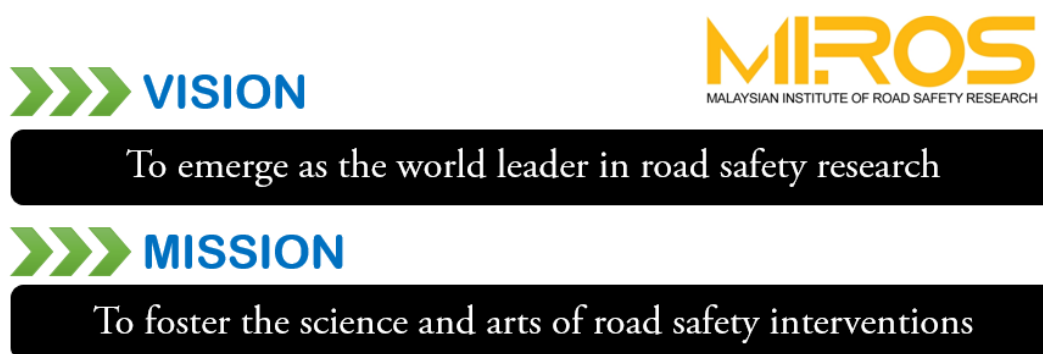 MIROS
MALAYSIAN INSTITUTE OF ROAD SAFETY RESEARCH
VISION
To emerge as the world leader in road safety research
MISSION
To foster the science and arts of road safety interventions